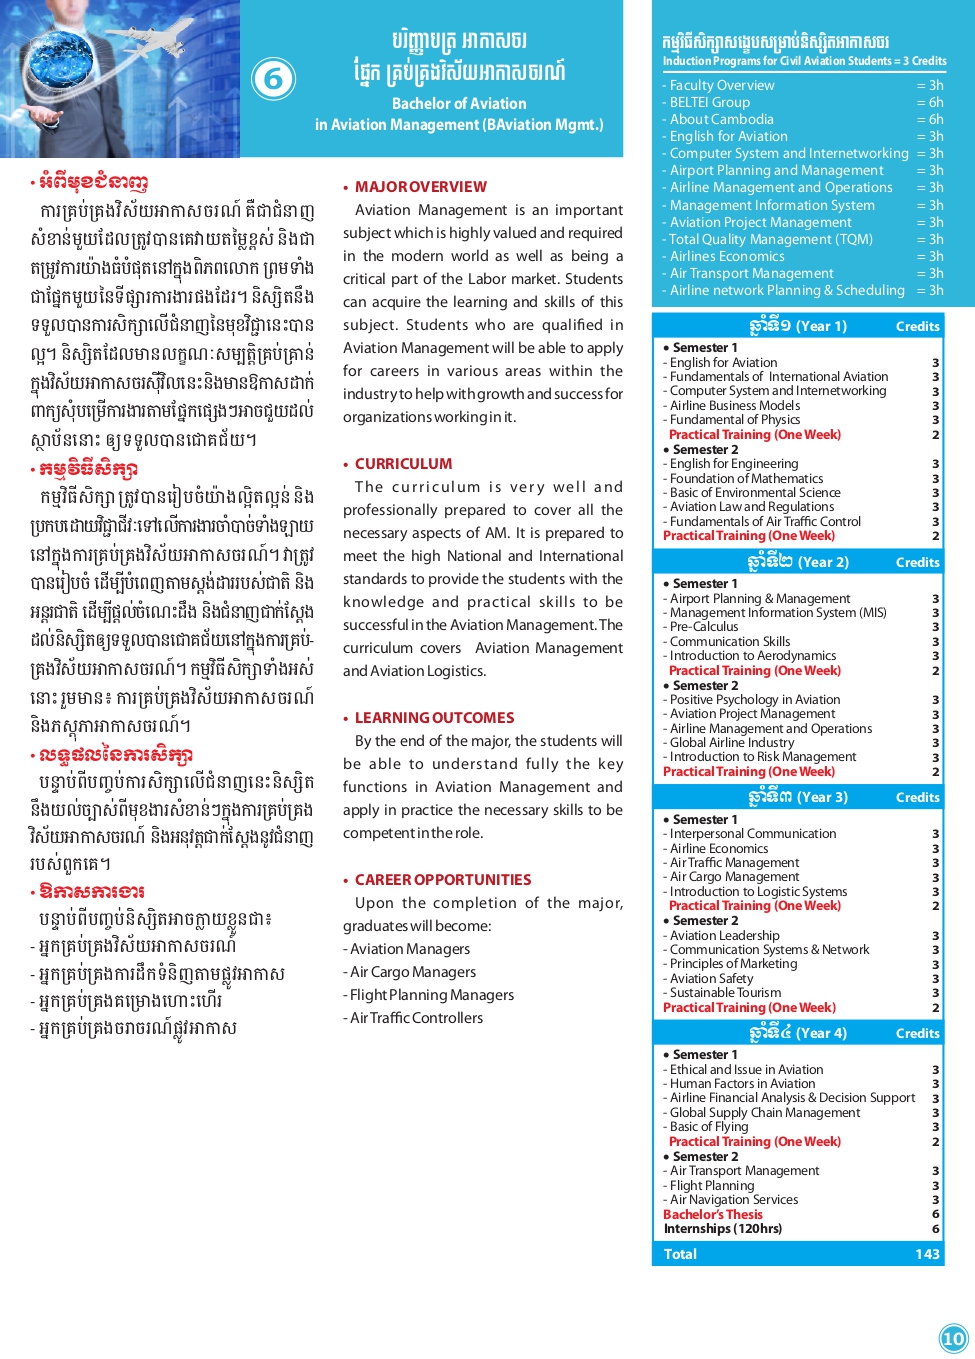 6
បរិញ្ញាបត្រ អាកាសចរ
ផ្នែក គ្រប់គ្រងវិស័យអាកាសចរណ៍
Bachelor of Aviation
in Aviation Management (BAviation Mgmt.)
• អំពីមុខជំនាញ
ការគ្រប់គ្រងវិស័យអាកាសចរណ៍ គឺជាជំនាញ
សំខាន់មួយដែលត្រូវបានគេវាយតម្លៃខ្ពស់ និងជា
តម្រូវការយ៉ាងធំបំផុតនៅក្នុងពិភពលោក ព្រមទាំង
ជាផ្នែកមួយនៃទីផ្សារការងារផងដែរ។ និស្សិតនឹង
ទទួលបានការសិក្សាលើជំនាញនៃមុខវិជ្ជានេះបាន
ល្អ។ និស្សិតដែលមានលក្ខណៈសម្បត្តិគ្រប់គ្រាន់
ក្នុងវិស័យអាកាសចរស៊ីវិលនេះនិងមានឱកាសដាក់
ពាក្យសុំបម្រើការងារតាមផ្នែកផ្សេងៗអាចជួយដល់
ស្ថាប័ននោះ ឲ្យទទួលបានជោគជ័យ។
• កម្មវិធីសិក្សា
កម្មវិធីសិក្សា ត្រូវបានរៀបចំយ៉ាងល្អិតល្អន់ និង
ប្រកបដោយវិជ្ជាជីវៈទៅលើការងារចាំបាច់ទាំងឡាយ
នៅក្នុងការគ្រប់គ្រងវិស័យអាកាសចរណ៍។ វាត្រូវ
បានរៀបចំ ដើម្បីបំពេញតាមស្តង់ដាររបស់ជាតិ និង
អន្តរជាតិ ដើម្បីផ្តល់ចំណេះដឹង និងជំនាញជាក់ស្តែង
ដល់និស្សិតឲ្យទទួលបានជោគជ័យនៅក្នុងការគ្រប់-
គ្រងវិស័យអាកាសចរណ៍។ កម្មវិធីសិក្សាទាំងអស់
នោះ រួមមាន៖ ការគ្រប់គ្រងវិស័យអាកាសចរណ៍
និងភស្តុភាអាកាសចរណ៍។
• លទ្ធផលនៃការសិក្សា
បន្ទាប់ពីបញ្ចប់ការសិក្សាលើជំនាញនេះនិស្សិត
នឹងយល់ច្បាស់ពីមុខងារសំខាន់ៗក្នុងការគ្រប់គ្រង
វិស័យអាកាសចរណ៍ និងអនុវត្តជាក់ស្តែងនូវជំនាញ
របស់ពួកគេ។
• ឱកាសការងារ
បន្ទាប់ពីបញ្ចប់និស្សិតអាចក្លាយខ្លួនជា៖
- អ្នកគ្រប់គ្រងវិស័យអាកាសចរណ៍
- អ្នកគ្រប់គ្រងការដឹកទំនិញតាមផ្លូវអាកាស
- អ្នកគ្រប់គ្រងគម្រោងហោះហើរ
- អ្នកគ្រប់គ្រងចរាចរណ៍ផ្លូវអាកាស
• MAJOR OVERVIEW
Aviation Management is an important
subject which is highly valued and required
in the modern world as well as being a
critical part of the Labor market. Students
can acquire the learning and skills of this
subject. Students who are qualified in
Aviation Management will be able to apply
for careers in various areas within the
industry to help with growth and success for
organizations working in it.
• CURRICULUM
The curriculum is very well and
professionally prepared to cover all the
necessary aspects of AM. It is prepared to
meet the high National and International
standards to provide the students with the
knowledge and practical skills to be
successful in the Aviation Management. The
curriculum covers Aviation Management
and Aviation Logistics.
• LEARNING OUTCOMES
By the end of the major, the students will
be able to understand fully the key
functions in Aviation Management and
apply in practice the necessary skills to be
competent in the role.
• CAREER OPPORTUNITIES
Upon the completion of the major,
graduates will become:
- Aviation Managers
- Air Cargo Managers
- Flight Planning Managers
- Air Traffic Controllers
កម្មវិធីសិក្សាសង្ខេបសម្រាប់និស្សិតអាកាសចរ
Induction Programs for Civil Aviation Students = 3 Credits
- Faculty Overview = 3h
- BELTEI Group = 6h
- About Cambodia = 6h
- English for Aviation = 3h
- Computer System and Internetworking = 3h
- Airport Planning and Management = 3h
- Airline Management and Operations = 3h
- Management Information System = 3h
- Aviation Project Management = 3h
- Total Quality Management (TQM) = 3h
- Airlines Economics = 3h
- Air Transport Management = 3h
- Airline network Planning & Scheduling = 3h
ឆ្នាំទី១ (Year 1) Credits
• Semester 1
- English for Aviation 3
- Fundamentals of International Aviation 3
- Computer System and Internetworking 3
- Airline Business Models 3
- Fundamental of Physics 3
Practical Training (One Week) 2
• Semester 2
- English for Engineering 3
- Foundation of Mathematics 3
- Basic of Environmental Science 3
- Aviation Law and Regulations 3
- Fundamentals of Air Traffic Control 3
Practical Training (One Week) 2
ឆ្នាំទី២ (Year 2) Credits
• Semester 1
- Airport Planning & Management 3
- Management Information System (MIS) 3
- Pre-Calculus 3
- Communication Skills 3
- Introduction to Aerodynamics 3
Practical Training (One Week) 2
• Semester 2
- Positive Psychology in Aviation 3
- Aviation Project Management 3
- Airline Management and Operations 3
- Global Airline Industry 3
- Introduction to Risk Management 3
Practical Training (One Week) 2
ឆ្នាំទី៣ (Year 3) Credits
• Semester 1
- Interpersonal Communication 3
- Airline Economics 3
- Air Traffic Management 3
- Air Cargo Management 3
- Introduction to Logistic Systems 3
Practical Training (One Week) 2
• Semester 2
- Aviation Leadership 3
- Communication Systems & Network 3
- Principles of Marketing 3
- Aviation Safety 3
- Sustainable Tourism 3
Practical Training (One Week) 2
ឆ្នាំទី៤ (Year 4) Credits
• Semester 1
- Ethical and Issue in Aviation 3
- Human Factors in Aviation 3
- Airline Financial Analysis & Decision Support 3
- Global Supply Chain Management 3
- Basic of Flying 3
Practical Training (One Week) 2
• Semester 2
- Air Transport Management 3
- Flight Planning 3
- Air Navigation Services 3
Bachelor's Thesis 6
Internships (120hrs) 6
Total 143
10